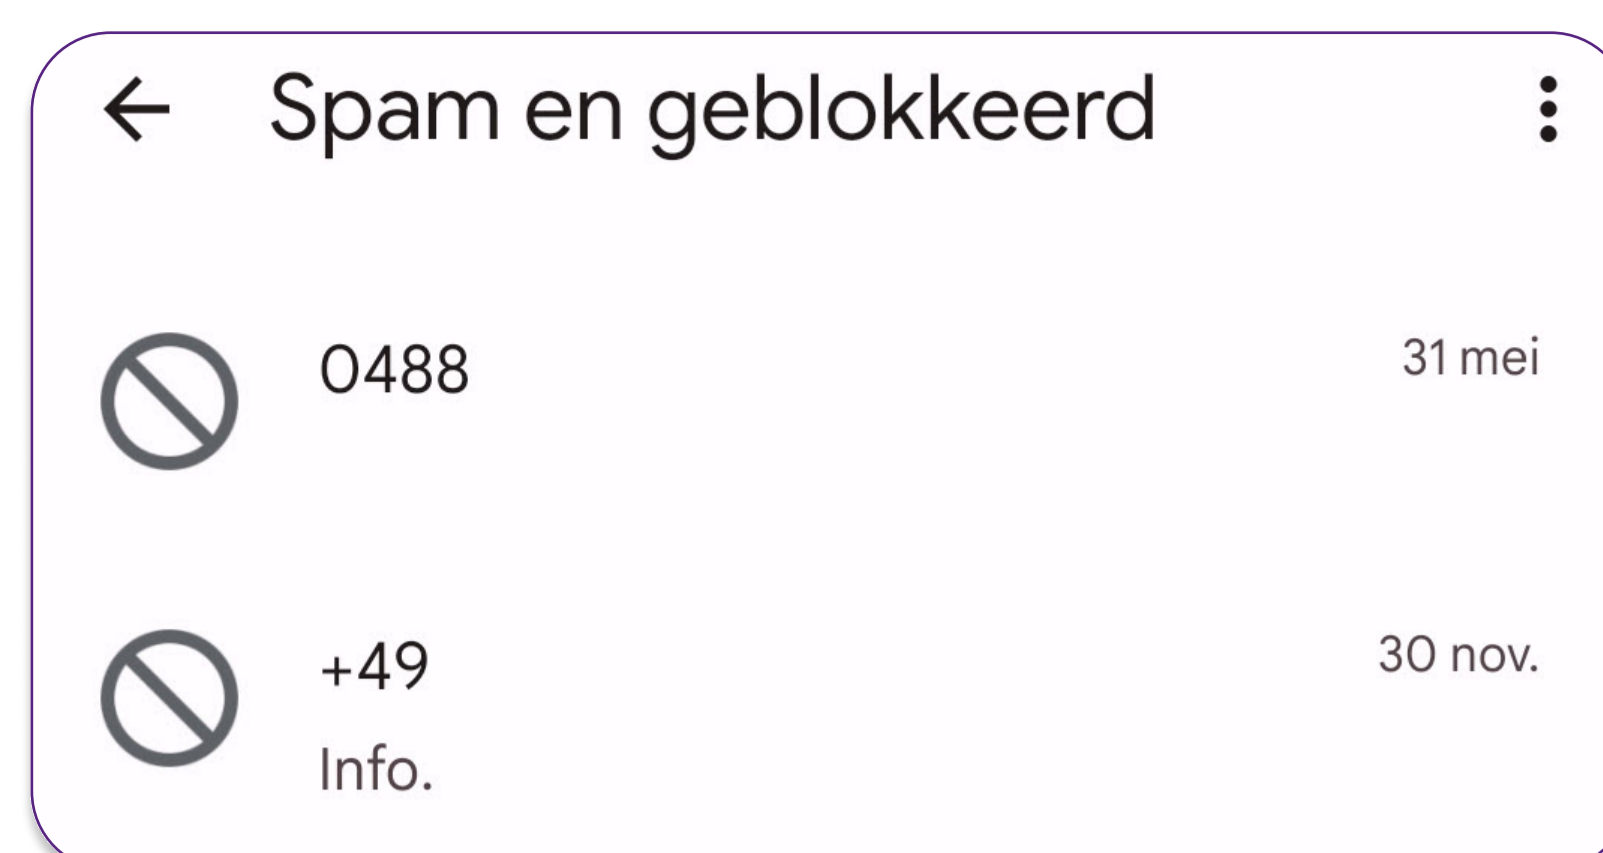 Spam en geblokkeerd
0488
31 mei
+49
30 nov.
Info.